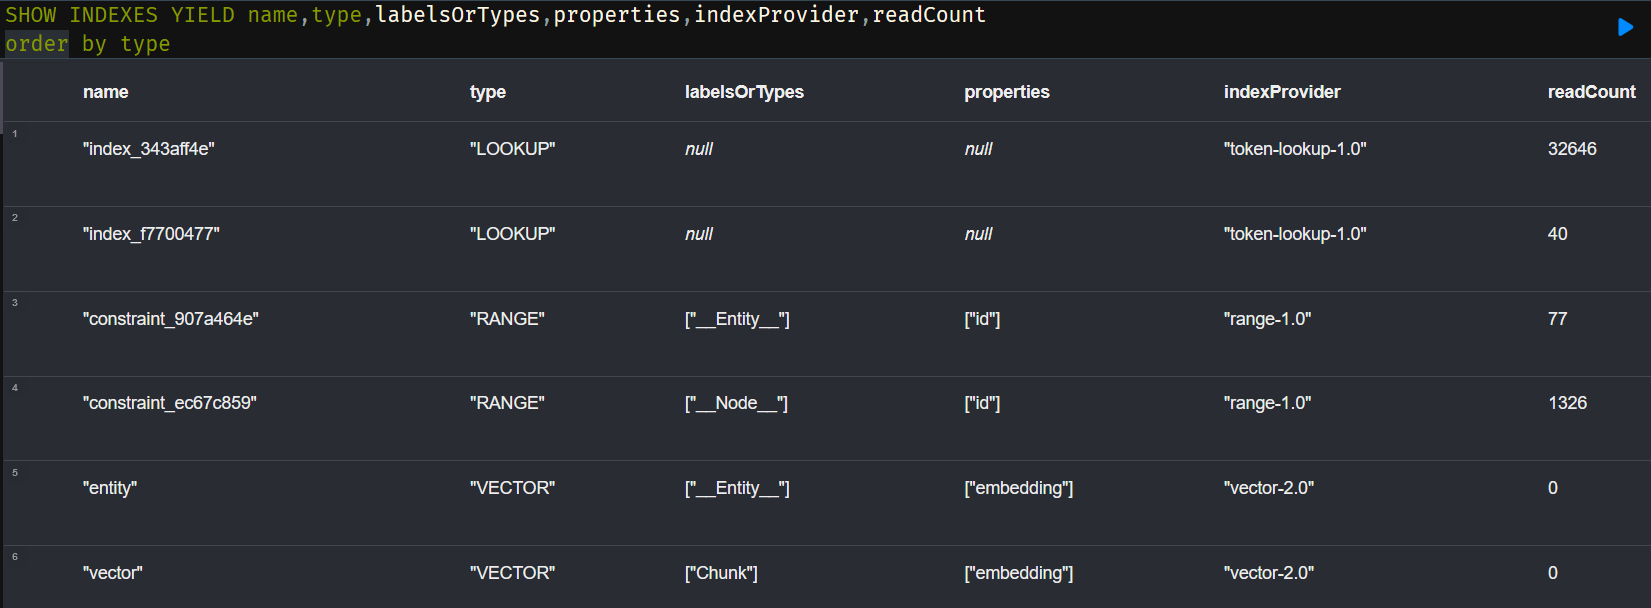 SHOW INDEXES YIELD name,type,labelsOrTypes,properties,indexProvider,readCount
order by type
name type labelsOrTypes properties indexProvider readCount
1 "index_343aff4e" "LOOKUP" null null "token-lookup-1.0" 32646
2 "index_f7700477" "LOOKUP" null null "token-lookup-1.0" 40
3 "constraint_907a464e" "RANGE" ["__Entity__"] ["id"] "range-1.0" 77
4 "constraint_ec67c859" "RANGE" ["__Node__"] ["id"] "range-1.0" 1326
5 "entity" "VECTOR" ["__Entity__"] ["embedding"] "vector-2.0" 0
6 "vector" "VECTOR" ["Chunk"] ["embedding"] "vector-2.0" 0